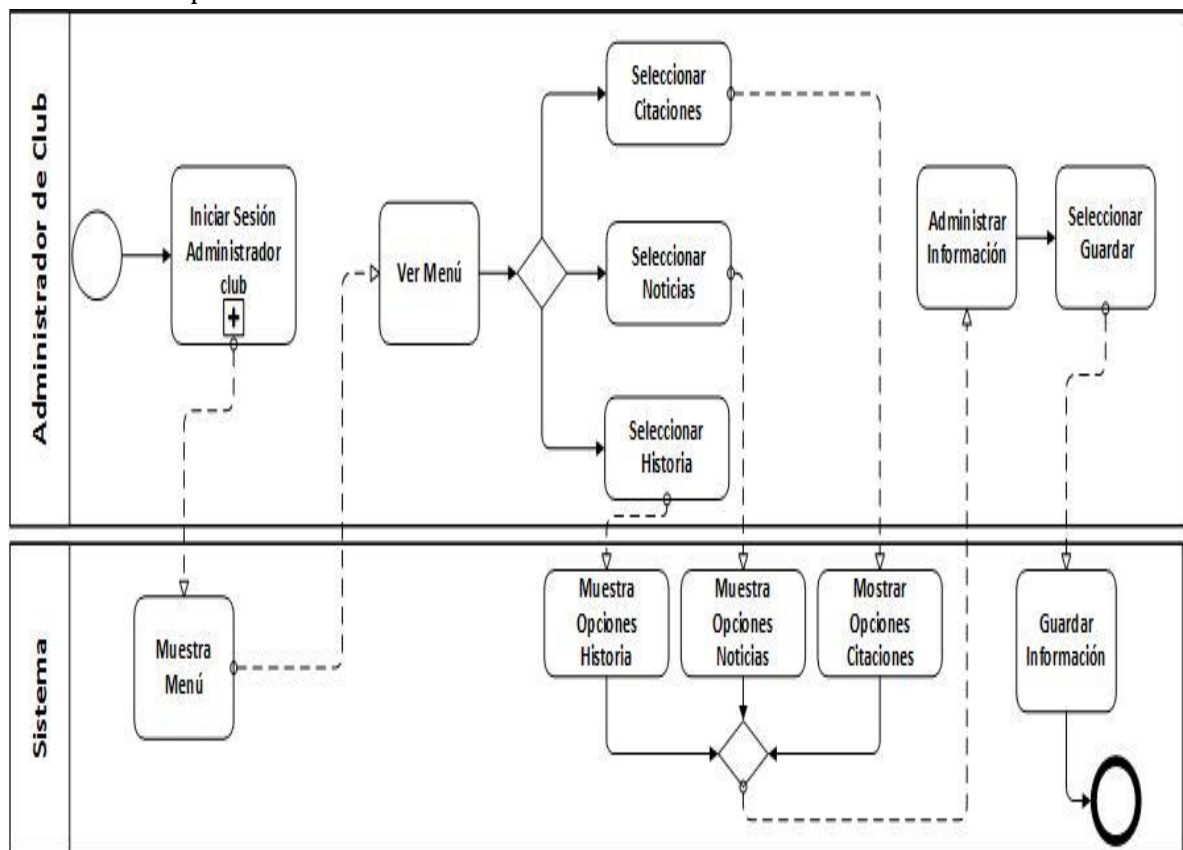 Administrador de Club
Iniciar Sesión
Administrador
club
Ver Menú
Seleccionar
Citaciones
Seleccionar
Noticias
Seleccionar
Historia
Administrar
Información
Seleccionar
Guardar
Sistema
Muestra
Menú
Muestra
Opciones
Historia
Muestra
Opciones
Noticias
Mostrar
Opciones
Citaciones
Guardar
Información